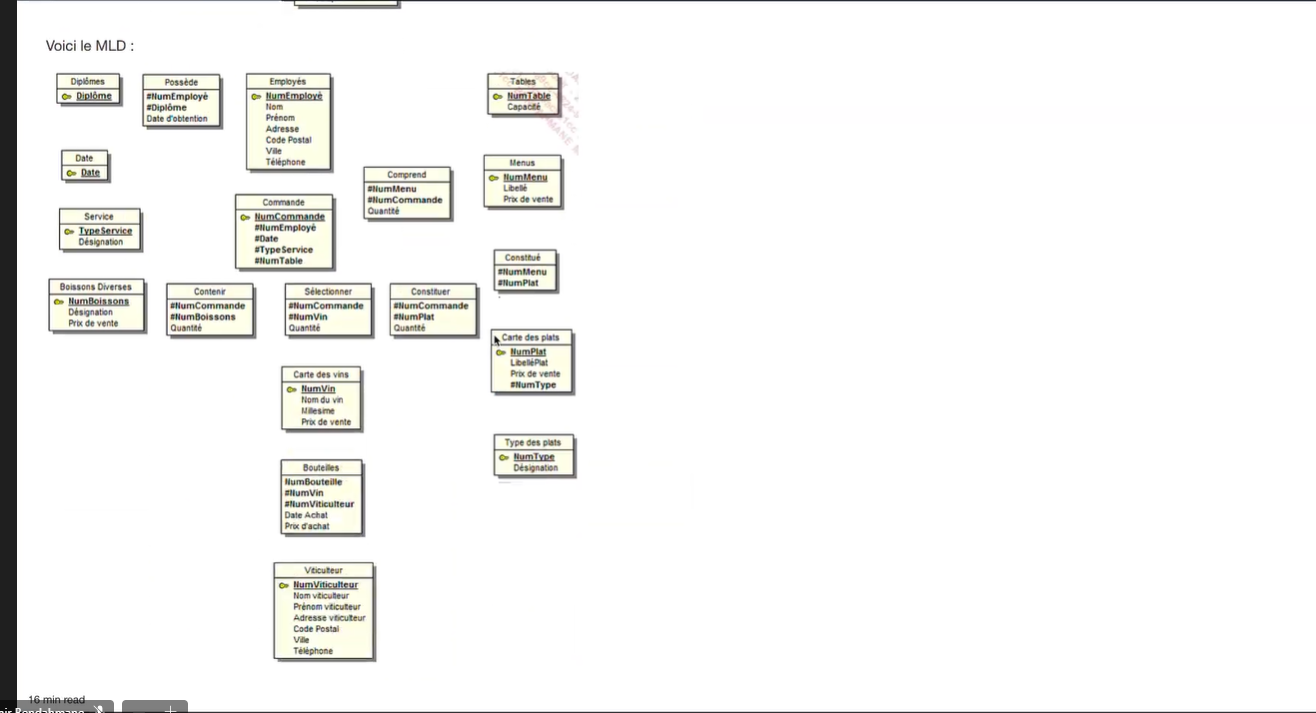 Voici le MLD :
Diplômes
Diplôme
Possède
#NumEmployé
#Diplôme
Date d'obtention
Employés
NumEmployé
Nom
Prénom
Adresse
Code Postal
Ville
Téléphone
Tables
NumTable
Capacité
Date
Date
Comprend
#NumMenu
#NumCommande
Quantité
Menus
NumMenu
Libellé
Prix de vente
Service
TypeService
Désignation
Commande
NumCommande
#NumEmployé
#Date
#TypeService
#NumTable
Constitué
#NumMenu
#NumPlat
Boissons Diverses
NumBoissons
Désignation
Prix de vente
Contenir
#NumCommande
#NumBoissons
Quantité
Sélectionner
#NumCommande
#NumVin
Quantité
Constituer
#NumCommande
#NumPlat
Quantité
Carte des plats
NumPlat
LibelléPlat
Prix de vente
#NumType
Carte des vins
NumVin
Nom du vin
Millesime
Prix de vente
Type des plats
NumType
Désignation
Bouteilles
NumBouteille
#NumVin
#NumViticulteur
Date Achat
Prix d'achat
Viticulteur
NumViticulteur
Nom viticulteur
Prénom viticulteur
Adresse viticulteur
Code Postal
Ville
Téléphone
16 min read